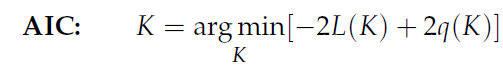 AIC: K = arg min[−2L(K) + 2q(K)]
K